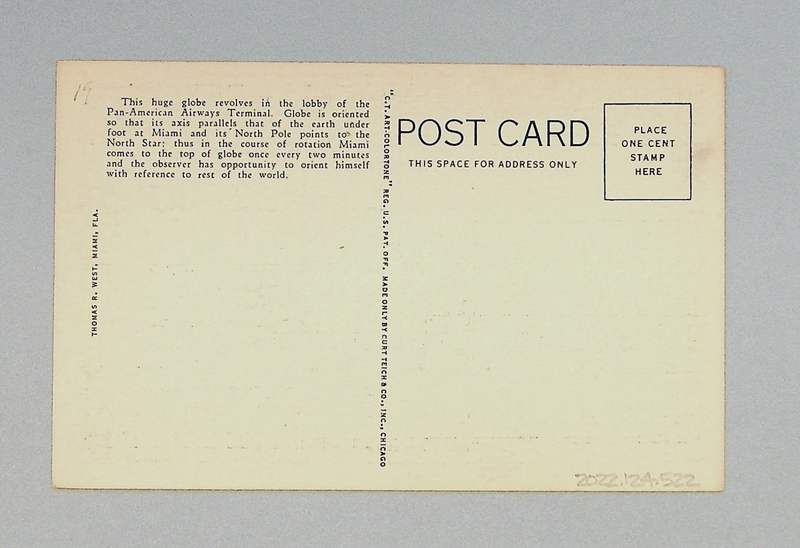 19
This huge globe revolves in the lobby of the
Pan-American Airways Terminal. Globe is oriented
so that its axis parallels that of the earth under
foot at Miami and its North Pole points to the
North Star: thus in the course of rotation Miami
comes to the top of globe once every two minutes
and the observer has opportunity to orient himself
with reference to rest of the world.
THOMAS R. WEST, MIAMI, FLA.
"C.T. ART-COLORTONE" REG. U.S. PAT. OFF. MADE ONLY BY CURT TEICH & CO., INC., CHICAGO
POST CARD
THIS SPACE FOR ADDRESS ONLY
PLACE
ONE CENT
STAMP
HERE
2022.124.522